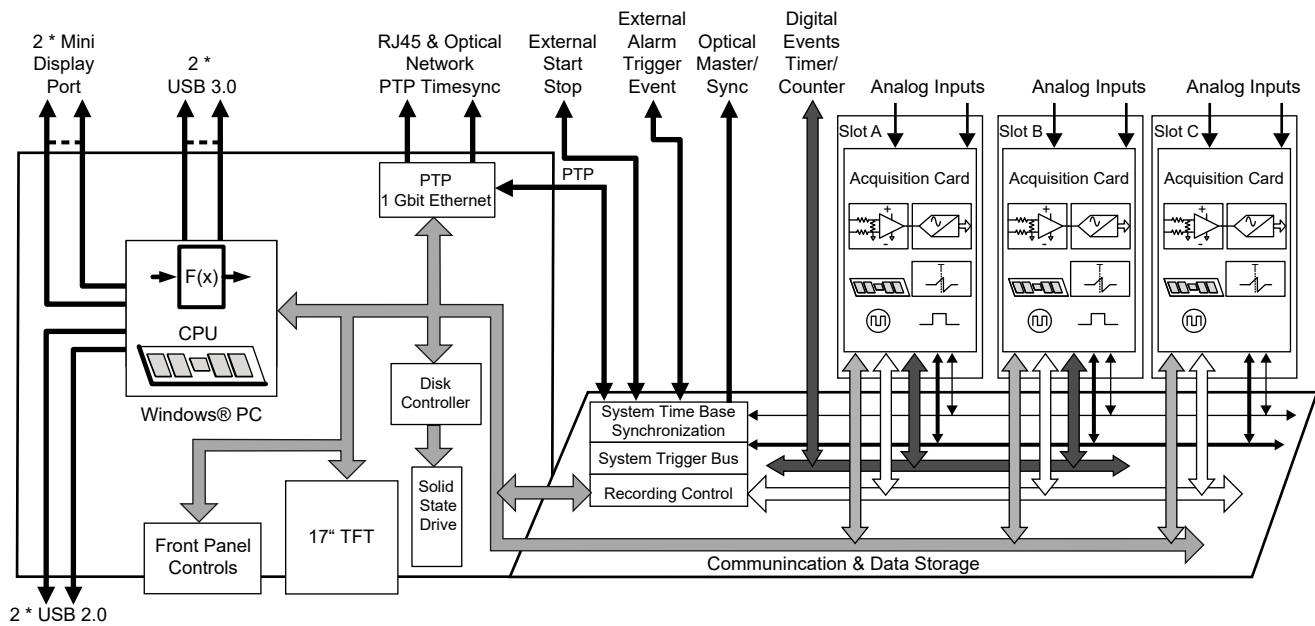 2 * Mini
Display
Port
2 *
USB 3.0
RJ45 & Optical
Network
PTP Timesync
External
Start
Stop
External
Alarm
Trigger
Event
Optical
Master/
Sync
Digital
Events
Timer/
Counter
Analog Inputs
Analog Inputs
Analog Inputs
Slot A
Slot B
Slot C
PTP
1 Gbit Ethernet
PTP
Acquisition Card
Acquisition Card
Acquisition Card
+
-
+
-
+
-
T
T
T
F(x)
CPU
Windows® PC
Disk
Controller
Solid
State
Drive
System Time Base
Synchronization
System Trigger Bus
Recording Control
Front Panel
Controls
17“ TFT
Communincation & Data Storage
2 * USB 2.0